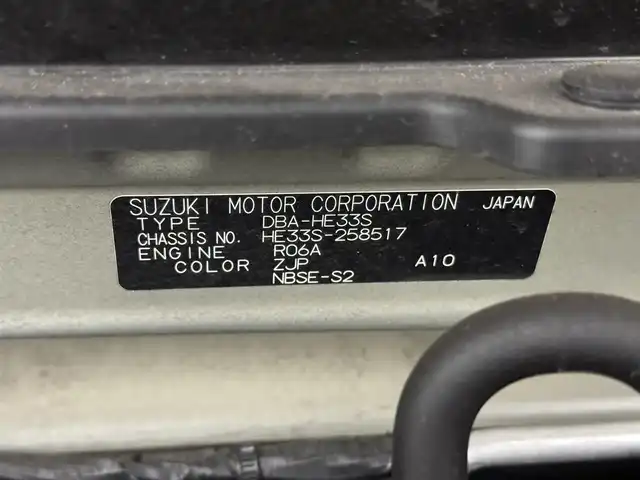 SUZUKI MOTOR CORPORATION JAPAN
TYPE DBA-HE33S
CHASSIS NO. HE33S-258517
ENGINE R06A
COLOR ZJP A10
NBSE-S2